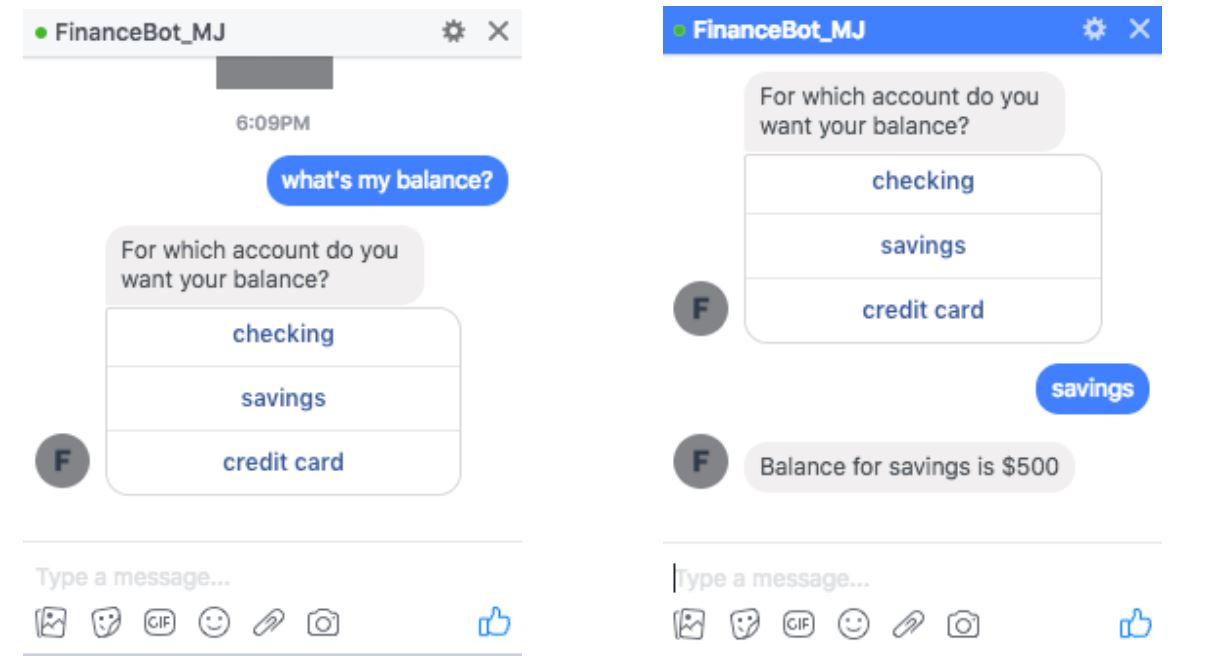 FinanceBot_MJ
6:09PM
what's my balance?
For which account do you
want your balance?
checking
savings
F
credit card
Type a message...
GIF
FinanceBot_MJ
For which account do you
want your balance?
checking
savings
F
credit card
savings
F
Balance for savings is $500
Type a message...
GIF